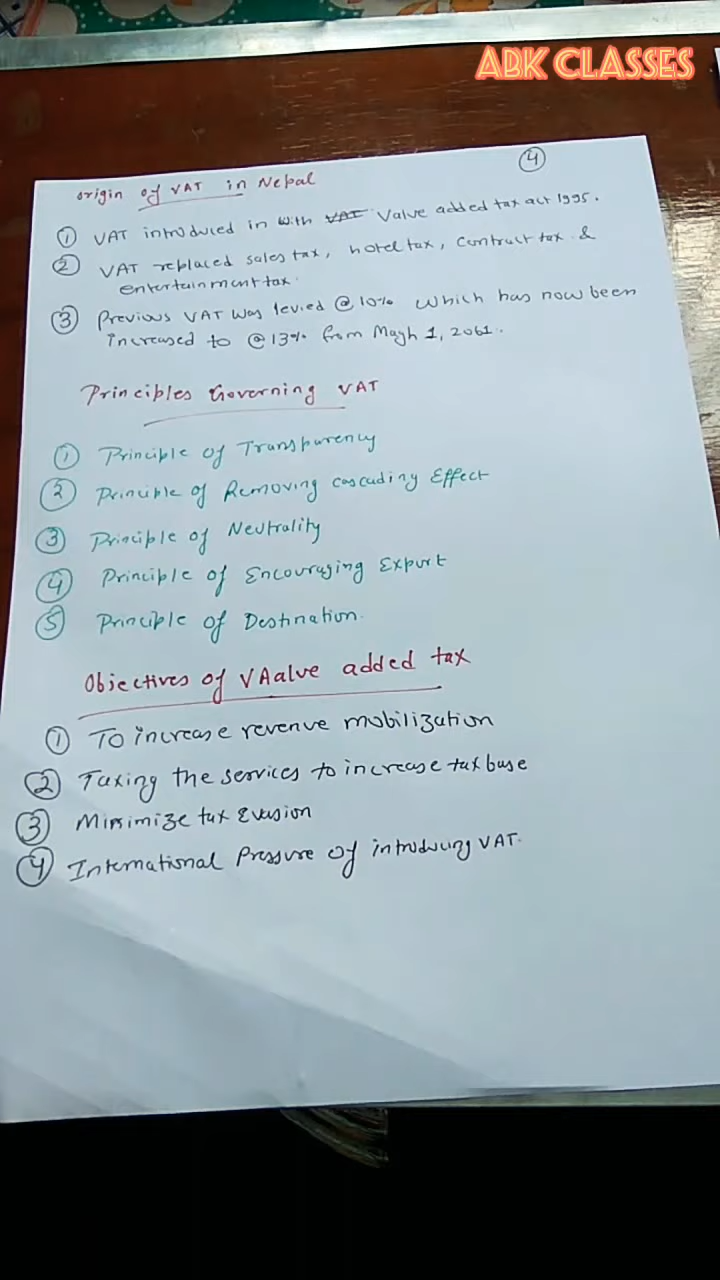 ABK CLASSES
4
Origin of VAT in Nepal
① VAT introduced in with VAT Value added tax act 1995.
② VAT replaced sales tax, hotel tax, contract tax &
entertainment tax.
③ Previous VAT was levied @ 10% which has now been
increased to @ 13% from Magh 1, 2061.
Principles Governing VAT
① Principle of Transparency
② Principle of Removing cascading Effect
③ Principle of Neutrality
④ Principle of Encouraging Export
⑤ Principle of Destination.
Objectives of VAalve added tax
① To increase revenue mobilization
② Taxing the services to increase tax base
③ Minimize tax Evasion
④ International Pressure of introducing VAT.